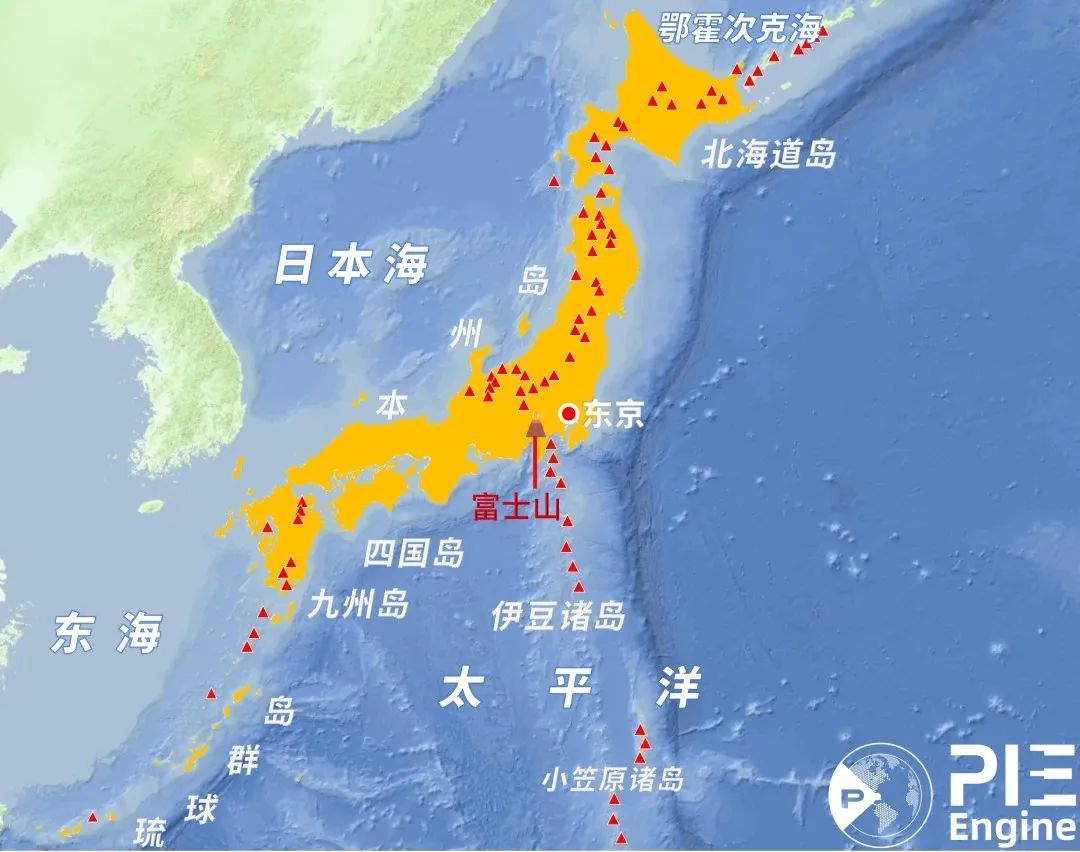 鄂霍次克海
北海道岛
日本海
本州岛
东京
富士山
四国岛
九州岛
伊豆诸岛
东海
太平洋
小笠原诸岛
琉球群岛
P
PIE
Engine